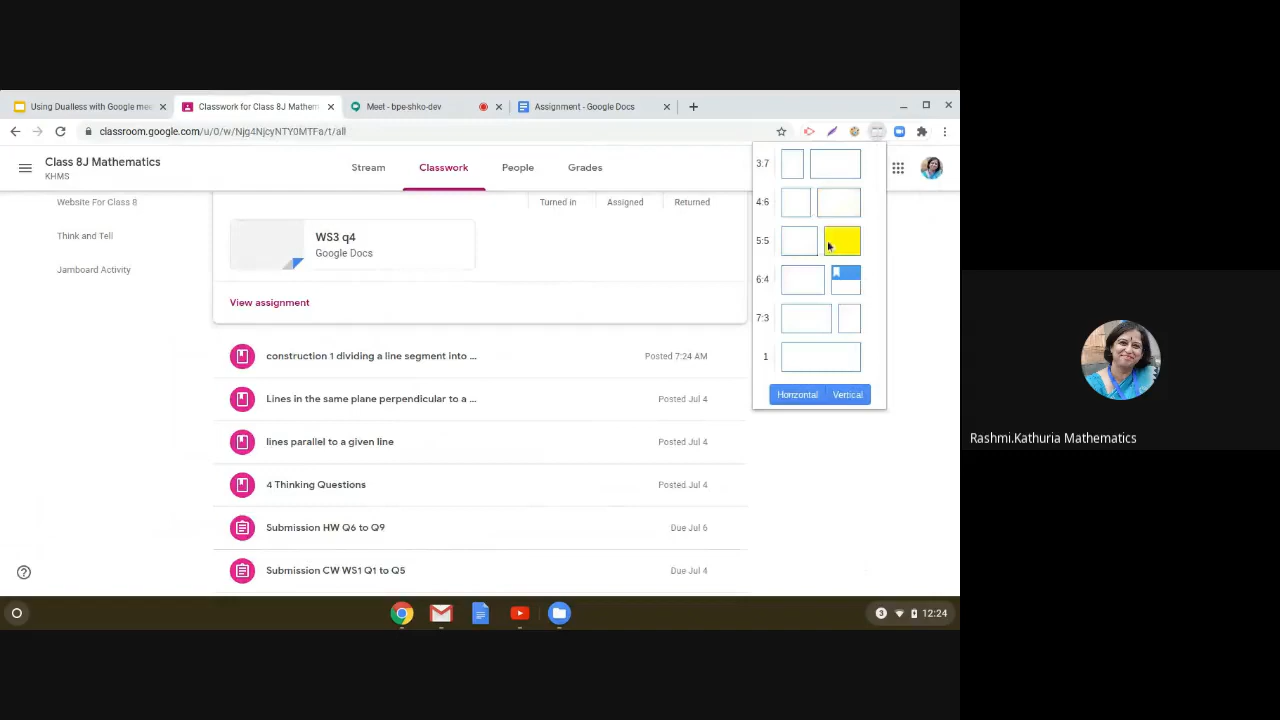 Using Dualless with Google mee
Classwork for Class 8J Mathem
Meet - bpe-shko-dev
Assignment - Google Docs
classroom.google.com/u/0/w/Njg4NjcyNTY0MTFa/t/all
Class 8J Mathematics
KHMS
Stream
Classwork
People
Grades
Website For Class 8
Think and Tell
Jamboard Activity
Turned in
Assigned
Returned
WS3 q4
Google Docs
View assignment
construction 1 dividing a line segment into ...
Posted 7:24 AM
Lines in the same plane perpendicular to a ...
Posted Jul 4
lines parallel to a given line
Posted Jul 4
4 Thinking Questions
Posted Jul 4
Submission HW Q6 to Q9
Due Jul 6
Submission CW WS1 Q1 to Q5
Due Jul 4
3:7
4:6
5:5
6:4
7:3
1
Horizontal
Vertical
3
12:24
Rashmi.Kathuria Mathematics